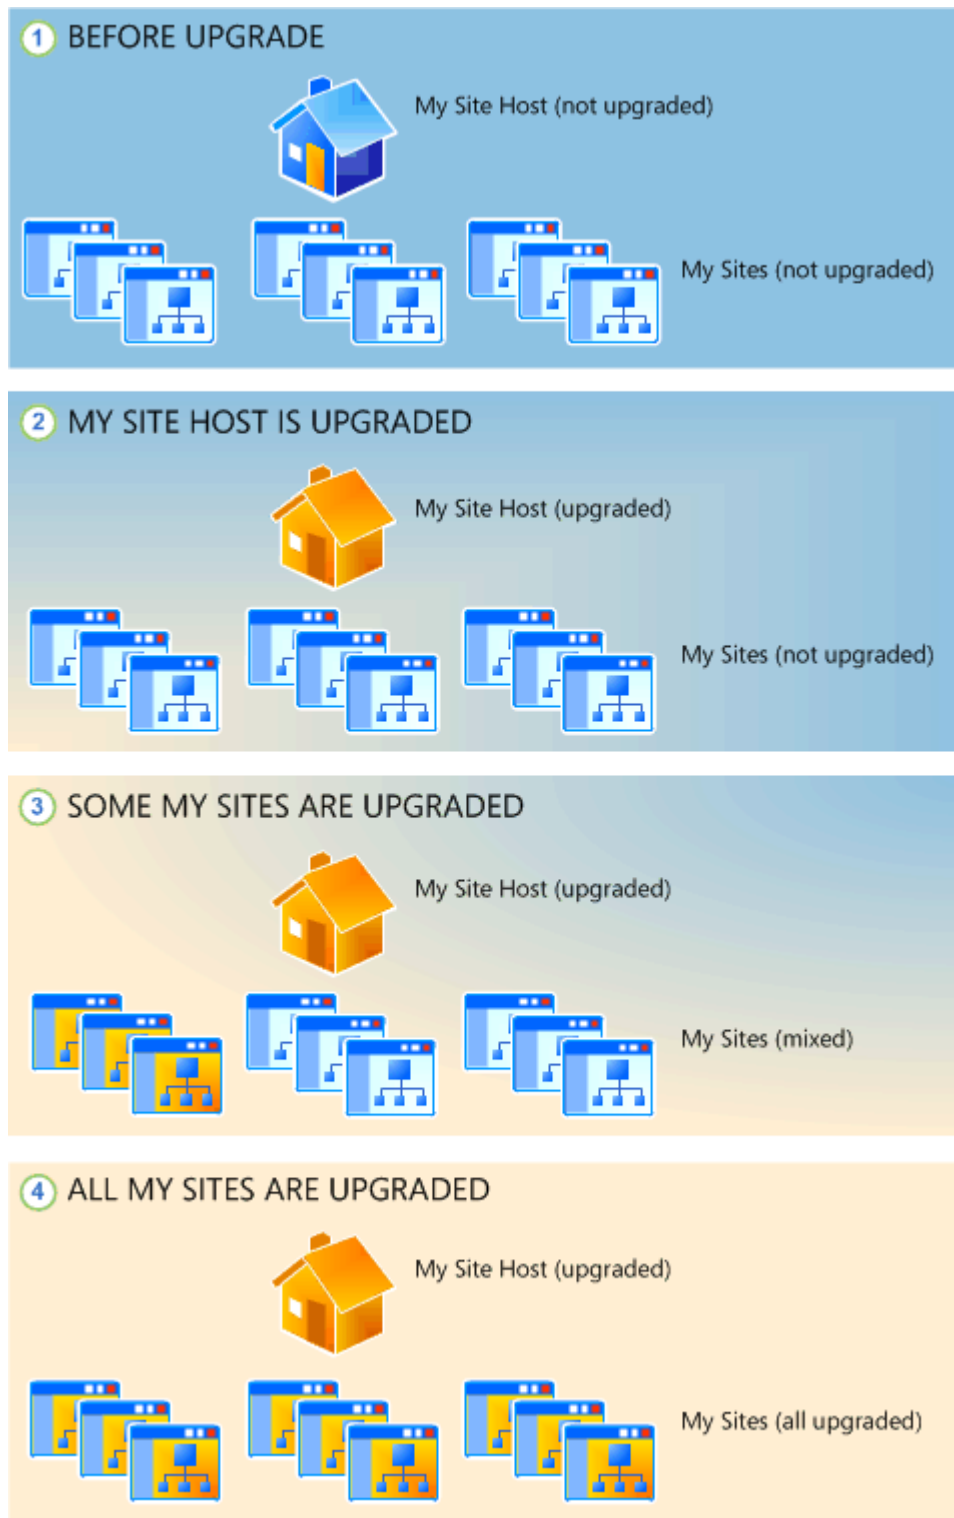 1 BEFORE UPGRADE
My Site Host (not upgraded)
My Sites (not upgraded)
2 MY SITE HOST IS UPGRADED
My Site Host (upgraded)
My Sites (not upgraded)
3 SOME MY SITES ARE UPGRADED
My Site Host (upgraded)
My Sites (mixed)
4 ALL MY SITES ARE UPGRADED
My Site Host (upgraded)
My Sites (all upgraded)